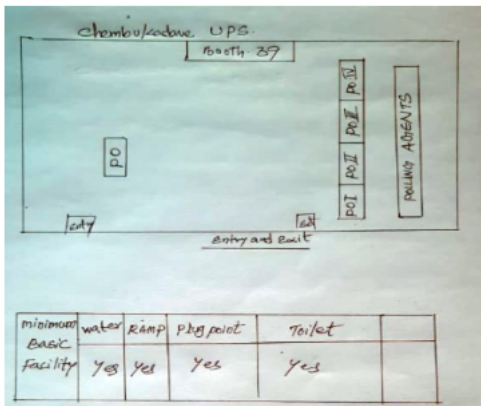 Chembukadave UPS.
Booth. 39
PO
PO I
PO II
PO III
PO IV
POLLING AGENTS
Entry
Exit
Entry and Exit
minimum Basic Facility
water
RAMP
Plug point
Toilet
Yes
Yes
Yes
Yes